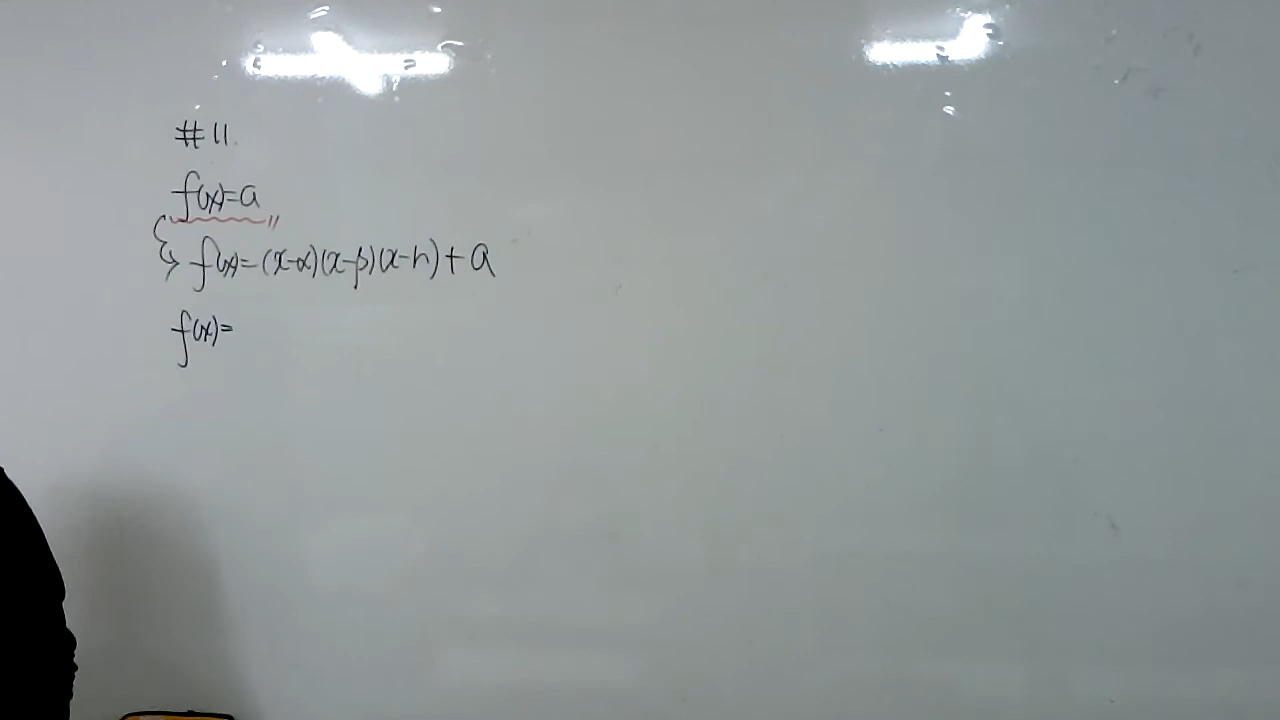 #11.
f(x)=a
f(x)=(x-α)(x-β)(x-r)+a
f(x)=